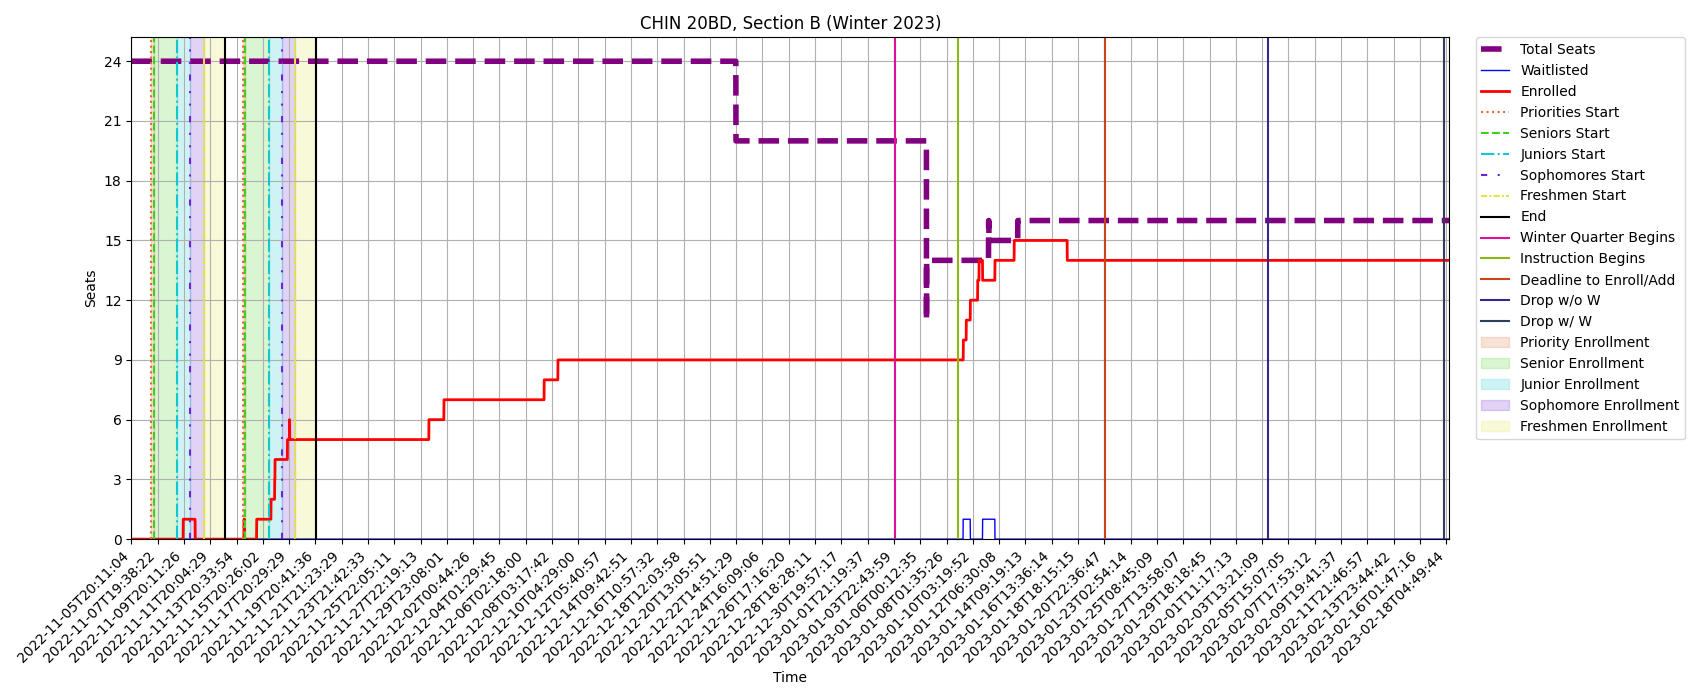 CHIN 20BD, Section B (Winter 2023)
Seats
24
21
18
15
12
9
6
3
0
2022-11-05T20:11:04
2022-11-07T19:38:22
2022-11-09T20:11:26
2022-11-11T20:04:29
2022-11-13T20:33:54
2022-11-15T20:26:02
2022-11-17T20:29:29
2022-11-19T20:41:36
2022-11-21T21:23:29
2022-11-23T21:42:33
2022-11-25T22:05:11
2022-11-27T22:19:13
2022-11-29T23:08:01
2022-12-02T00:44:26
2022-12-04T01:29:45
2022-12-06T02:18:00
2022-12-08T03:17:42
2022-12-10T04:29:00
2022-12-12T05:40:57
2022-12-14T09:42:51
2022-12-16T10:57:32
2022-12-18T12:03:58
2022-12-20T13:05:51
2022-12-22T14:51:29
2022-12-24T16:09:06
2022-12-26T17:16:20
2022-12-28T18:28:11
2022-12-30T19:57:17
2023-01-01T21:19:37
2023-01-03T22:43:59
2023-01-06T00:12:35
2023-01-08T01:35:26
2023-01-10T03:19:52
2023-01-12T06:30:08
2023-01-14T09:19:13
2023-01-16T13:36:14
2023-01-18T18:15:15
2023-01-20T22:36:47
2023-01-23T02:54:14
2023-01-25T08:45:09
2023-01-27T13:58:07
2023-01-29T18:18:45
2023-02-01T11:17:13
2023-02-03T13:21:09
2023-02-05T15:07:05
2023-02-07T17:53:12
2023-02-09T19:41:37
2023-02-11T21:46:57
2023-02-13T23:44:42
2023-02-16T01:47:16
2023-02-18T04:49:44
Time
Total Seats
Waitlisted
Enrolled
Priorities Start
Seniors Start
Juniors Start
Sophomores Start
Freshmen Start
End
Winter Quarter Begins
Instruction Begins
Deadline to Enroll/Add
Drop w/o W
Drop w/ W
Priority Enrollment
Senior Enrollment
Junior Enrollment
Sophomore Enrollment
Freshmen Enrollment